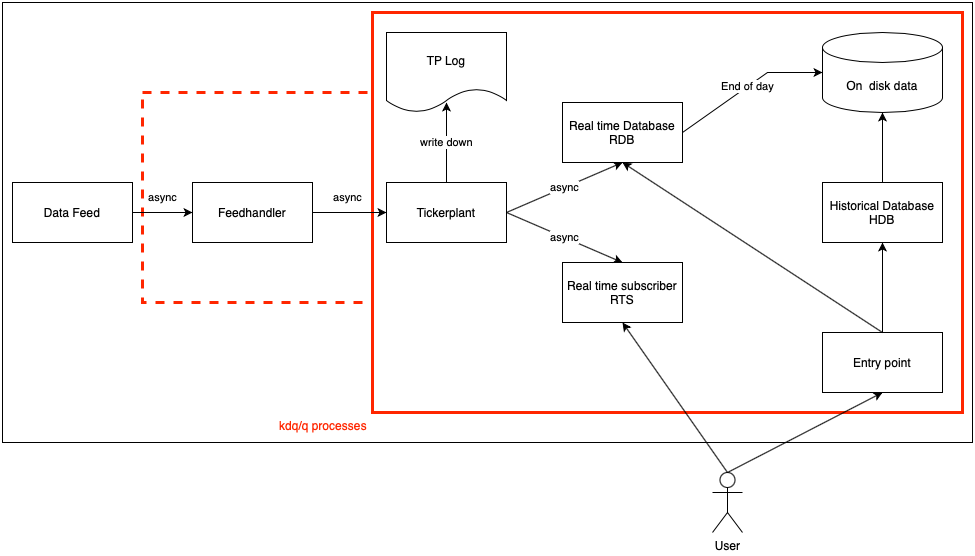 TP Log
On disk data
End of day
Real time Database
RDB
write down
async
Data Feed
async
Feedhandler
async
Tickerplant
Historical Database
HDB
async
Real time subscriber
RTS
Entry point
kdq/q processes
User